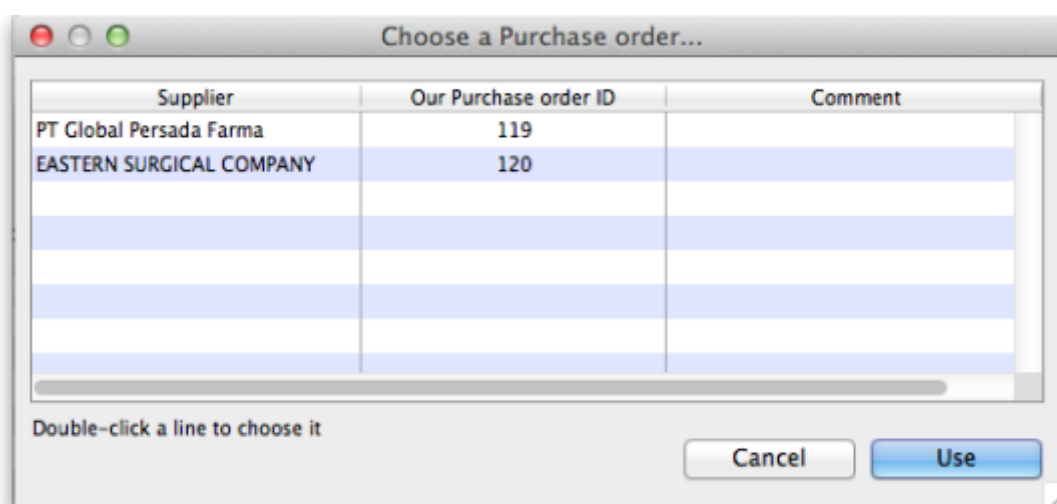 Choose a Purchase order...
Supplier Our Purchase order ID Comment
PT Global Persada Farma 119
EASTERN SURGICAL COMPANY 120
Double-click a line to choose it
Cancel Use